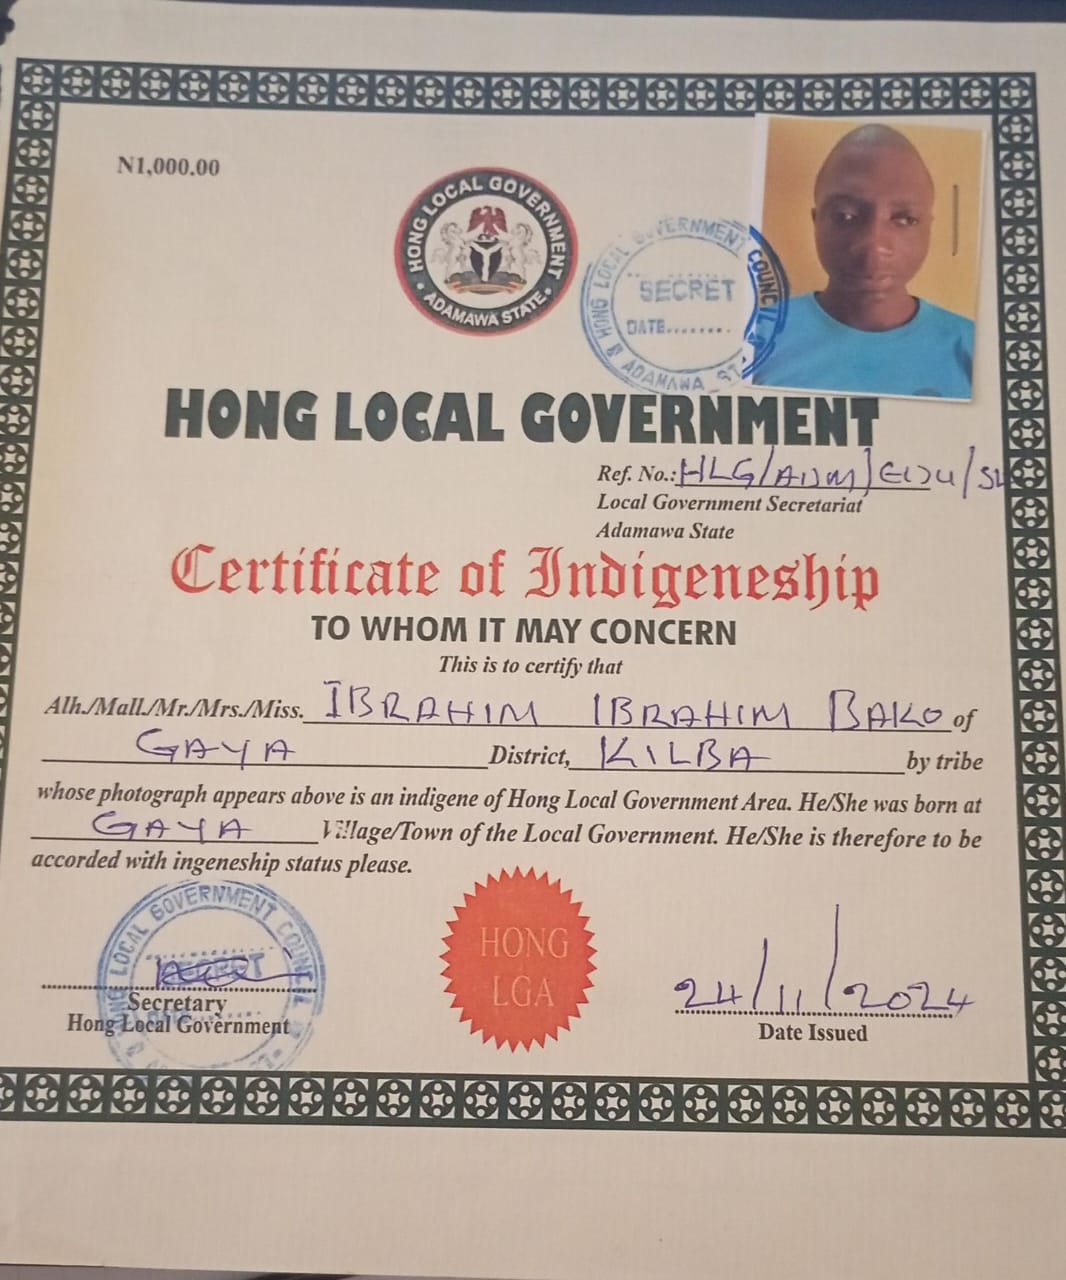 N1,000.00
HONG LOCAL GOVERNMENT
ADAMAWA STATE
HONG LOCAL GOVERNMENT COUNCIL
SECRET
DATE........
ADAMAWA ST
HONG LOCAL GOVERNMENT
Ref. No.: HLG/ADM/EDU/
Local Government Secretariat
Adamawa State
Certificate of Indigeneship
TO WHOM IT MAY CONCERN
This is to certify that
Alh./Mall./Mr./Mrs./Miss. IBRAHIM IBRAHIM BAKO of
GAYA District, KILBA by tribe
whose photograph appears above is an indigene of Hong Local Government Area. He/She was born at
GAYA Village/Town of the Local Government. He/She is therefore to be
accorded with ingeneship status please.
LOCAL GOVERNMENT COUNCIL
HONG
LGA
24/11/2024
Secretary
Hong Local Government
Date Issued